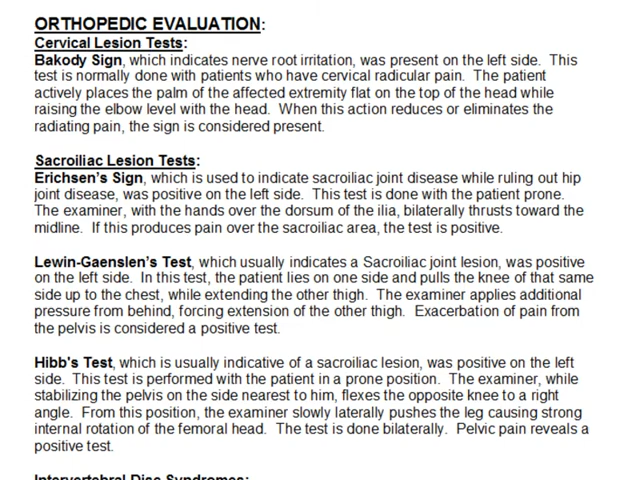 ORTHOPEDIC EVALUATION:
Cervical Lesion Tests:
Bakody Sign, which indicates nerve root irritation, was present on the left side. This
test is normally done with patients who have cervical radicular pain. The patient
actively places the palm of the affected extremity flat on the top of the head while
raising the elbow level with the head. When this action reduces or eliminates the
radiating pain, the sign is considered present.
Sacroiliac Lesion Tests:
Erichsen's Sign, which is used to indicate sacroiliac joint disease while ruling out hip
joint disease, was positive on the left side. This test is done with the patient prone.
The examiner, with the hands over the dorsum of the ilia, bilaterally thrusts toward the
midline. If this produces pain over the sacroiliac area, the test is positive.
Lewin-Gaenslen's Test, which usually indicates a Sacroiliac joint lesion, was positive
on the left side. In this test, the patient lies on one side and pulls the knee of that same
side up to the chest, while extending the other thigh. The examiner applies additional
pressure from behind, forcing extension of the other thigh. Exacerbation of pain from
the pelvis is considered a positive test.
Hibb's Test, which is usually indicative of a sacroiliac lesion, was positive on the left
side. This test is performed with the patient in a prone position. The examiner, while
stabilizing the pelvis on the side nearest to him, flexes the opposite knee to a right
angle. From this position, the examiner slowly laterally pushes the leg causing strong
internal rotation of the femoral head. The test is done bilaterally. Pelvic pain reveals a
positive test.
Intervertebral Disc Syndromes: